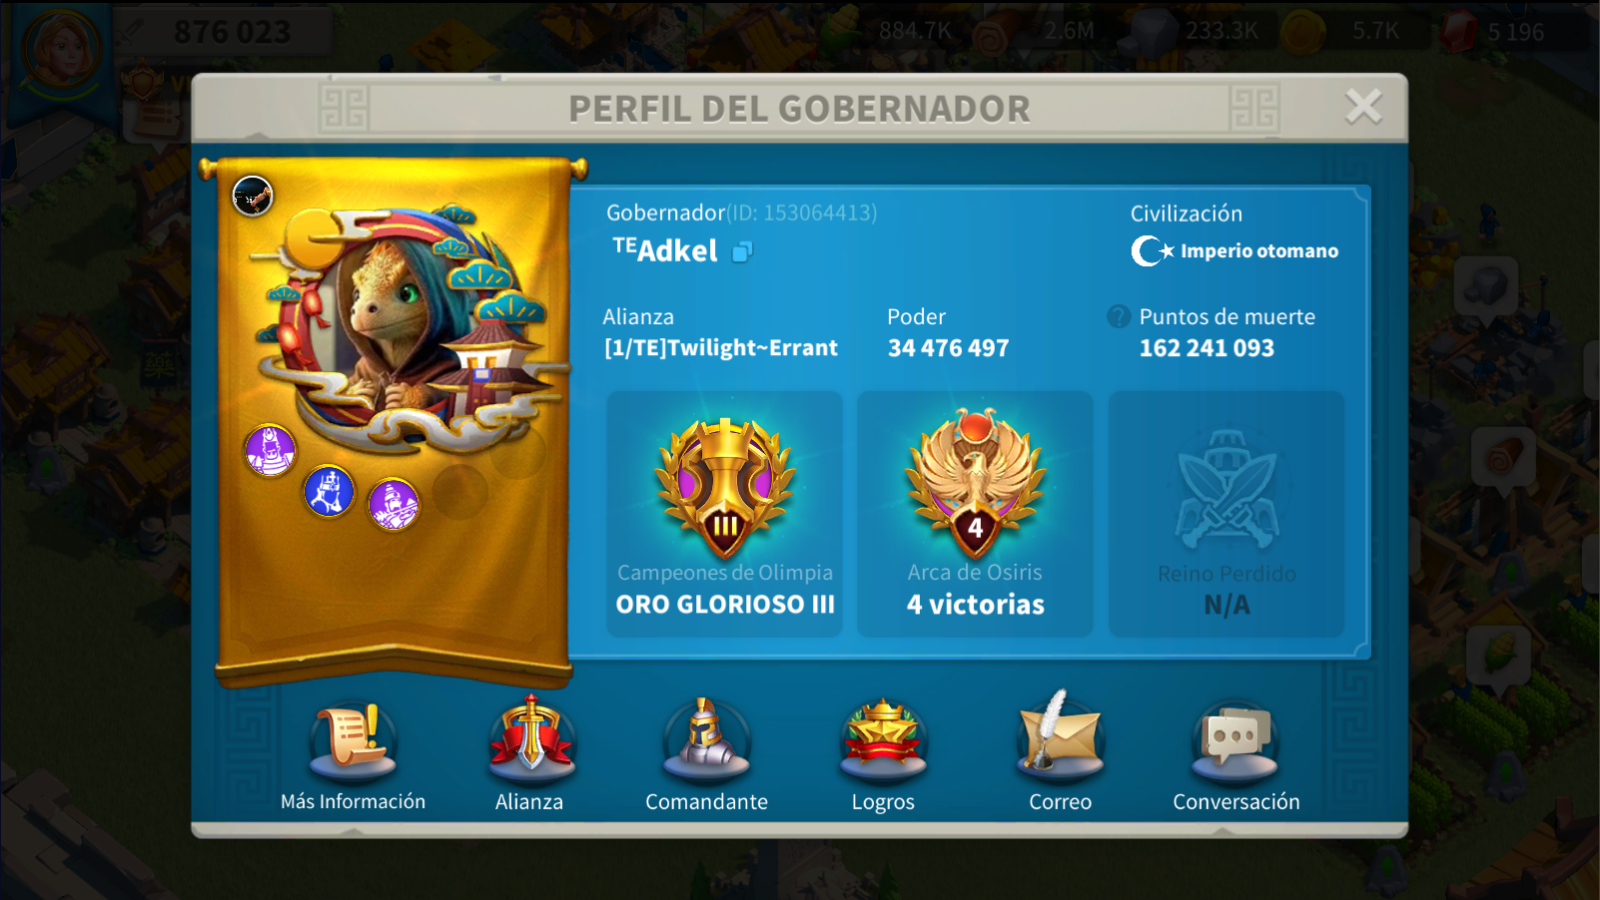 876 023
884.7K
2.6M
233.3K
5.7K
5 196
PERFIL DEL GOBERNADOR
Gobernador(ID: 153064413)
ᵀᴱAdkel
Civilización
Imperio otomano
Alianza
[1/TE]Twilight~Errant
Poder
34 476 497
? Puntos de muerte
162 241 093
III
Campeones de Olimpia
ORO GLORIOSO III
4
Arca de Osiris
4 victorias
Reino Perdido
N/A
Más Información
Alianza
Comandante
Logros
Correo
Conversación